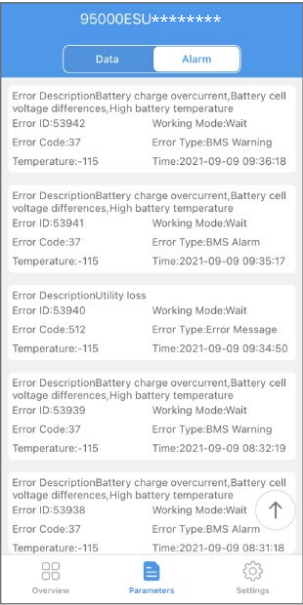 95000ESU********
Data Alarm
Error DescriptionBattery charge overcurrent,Battery cell
voltage differences,High battery temperature
Error ID:53942 Working Mode:Wait
Error Code:37 Error Type:BMS Warning
Temperature:-115 Time:2021-09-09 09:36:18
Error DescriptionBattery charge overcurrent,Battery cell
voltage differences,High battery temperature
Error ID:53941 Working Mode:Wait
Error Code:37 Error Type:BMS Alarm
Temperature:-115 Time:2021-09-09 09:35:17
Error DescriptionUtility loss
Error ID:53940 Working Mode:Wait
Error Code:512 Error Type:Error Message
Temperature:-115 Time:2021-09-09 09:34:50
Error DescriptionBattery charge overcurrent,Battery cell
voltage differences,High battery temperature
Error ID:53939 Working Mode:Wait
Error Code:37 Error Type:BMS Warning
Temperature:-115 Time:2021-09-09 08:32:19
Error DescriptionBattery charge overcurrent,Battery cell
voltage differences,High battery temperature
Error ID:53938 Working Mode:Wait
Error Code:37 Error Type:BMS Alarm
Temperature:-115 Time:2021-09-09 08:31:18
Overview Parameters Settings